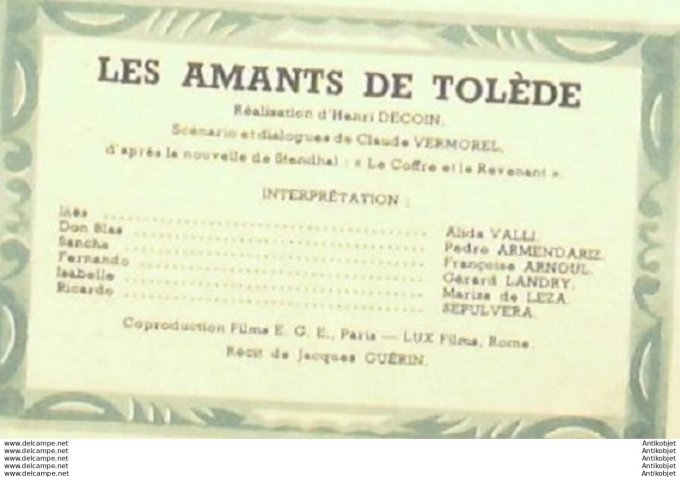 LES AMANTS DE TOLÈDE
Réalisation d'Henri DECOIN.
Scénario et dialogues de Claude VERMOREL,
d'après la nouvelle de Stendhal : « Le Coffre et le Revenant ».
INTERPRÉTATION :
Inès .......... Alida VALLI.
Don Blas .......... Pedro ARMENDARIZ.
Sancha .......... Françoise ARNOUL.
Fernando .......... Gérard LANDRY.
Isabelle .......... Marisa de LEZA.
Ricardo .......... SEPULVERA.
Coproduction Films E. G. E., Paris — LUX Films, Rome.
Récit de Jacques GUÉRIN.
www.delcampe.net Antikobjet
www.delcampe.net Antikobjet
www.delcampe.net Antikobjet
www.delcampe.net Antikobjet
www.delcampe.net Antikobjet